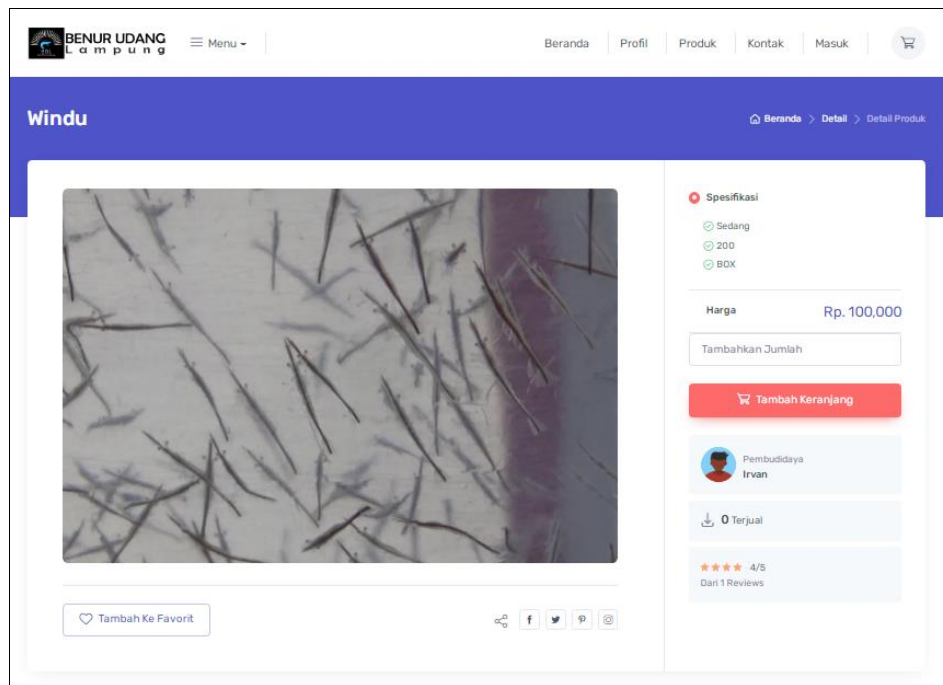 BENUR UDANG
Lampung
Menu
Beranda
Profil
Produk
Kontak
Masuk
Windu
Beranda > Detail > Detail Produk
Spesifikasi
Sedang
200
BOX
Harga
Rp. 100,000
Tambahkan Jumlah
Tambah Keranjang
Pembudidaya
Irvan
0 Terjual
4/5
Dari 1 Reviews
Tambah Ke Favorit